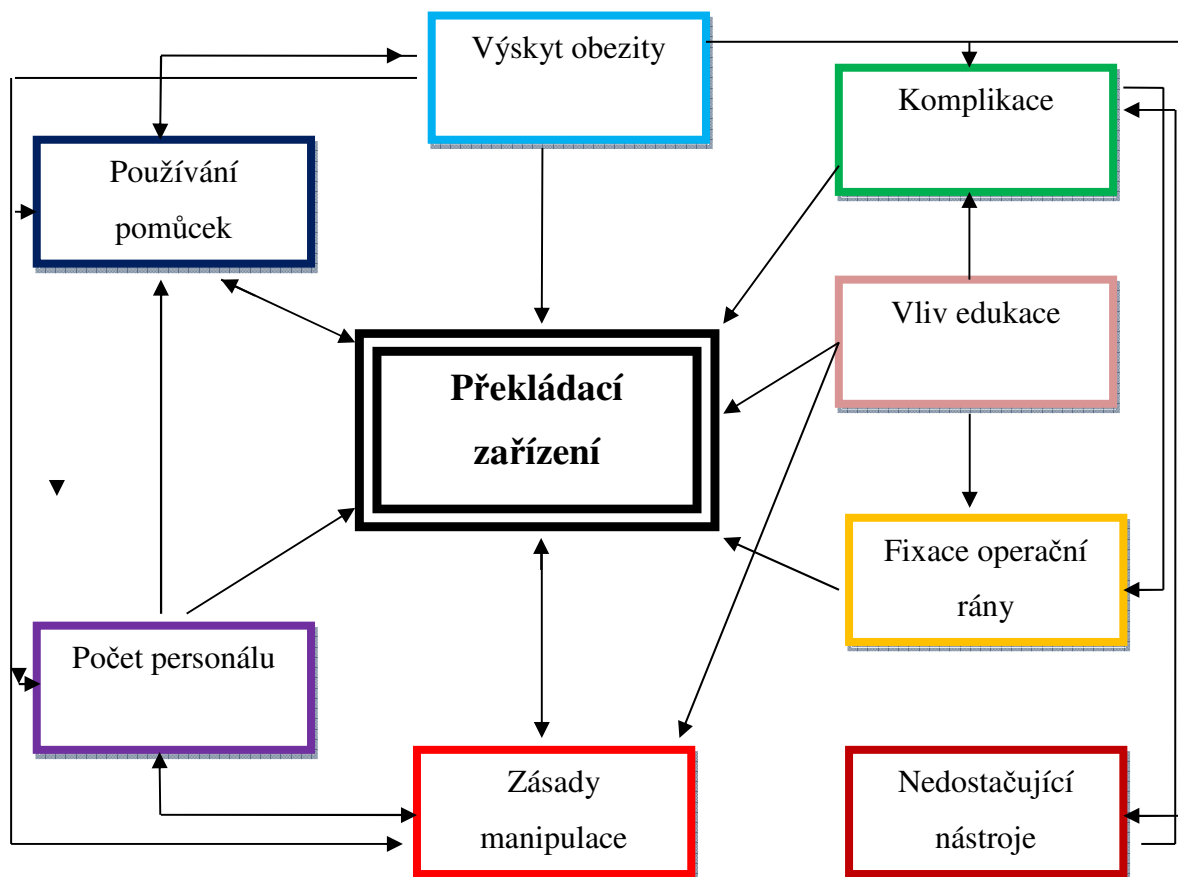 Výskyt obezity
Komplikace
Používání
pomůcek
Vliv edukace
Překládací
zařízení
Fixace operační
rány
Počet personálu
Zásady
manipulace
Nedostačující
nástroje